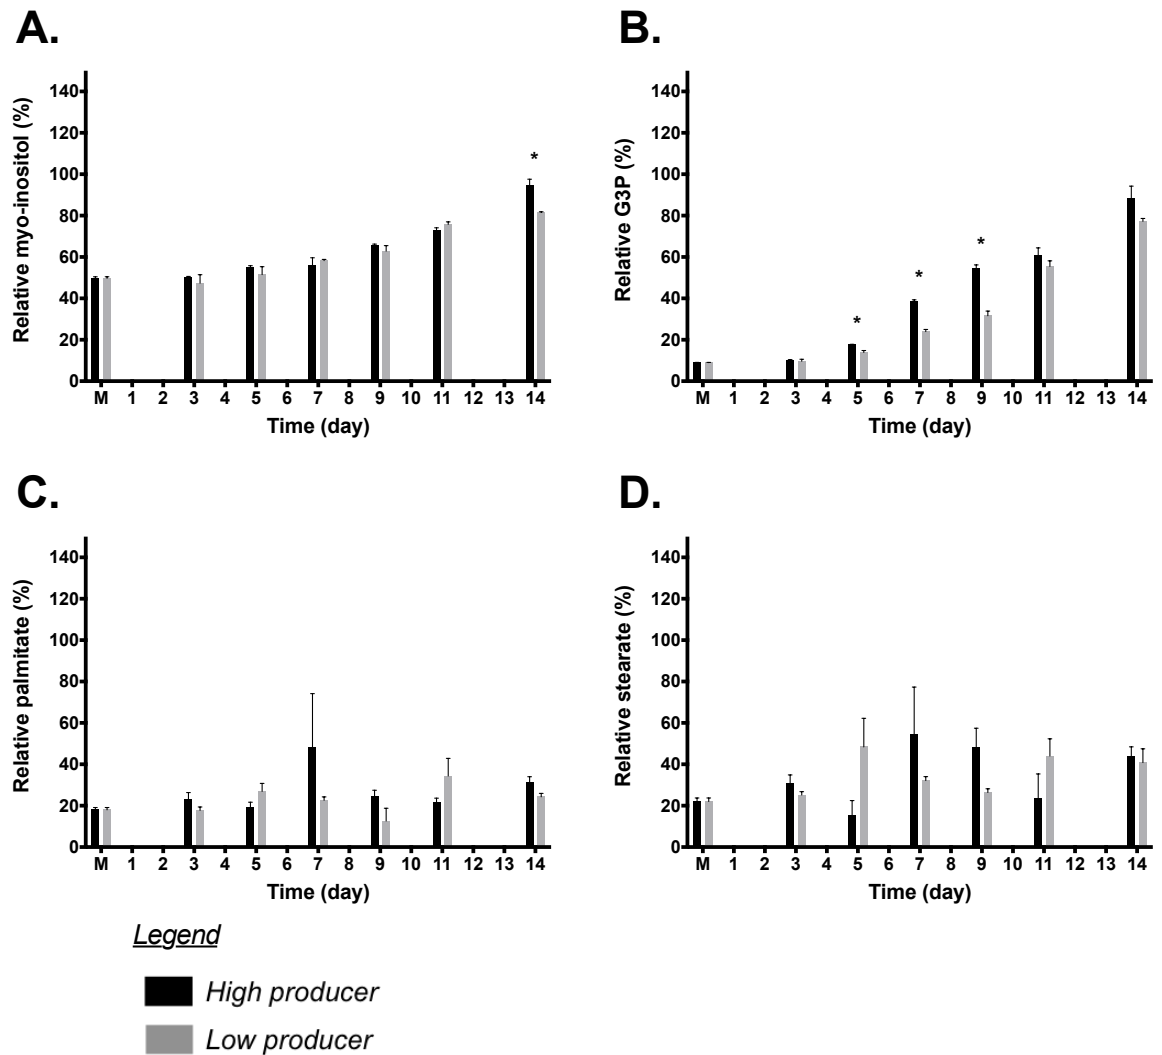 A.
B.
Relative myo-inositol (%)
140
120
100
80
60
40
20
0
*
M 1 2 3 4 5 6 7 8 9 10 11 12 13 14
Time (day)
Relative G3P (%)
140
120
100
80
60
40
20
0
* * *
M 1 2 3 4 5 6 7 8 9 10 11 12 13 14
Time (day)
C.
D.
Relative palmitate (%)
140
120
100
80
60
40
20
0
M 1 2 3 4 5 6 7 8 9 10 11 12 13 14
Time (day)
Relative stearate (%)
140
120
100
80
60
40
20
0
M 1 2 3 4 5 6 7 8 9 10 11 12 13 14
Time (day)
Legend
High producer
Low producer